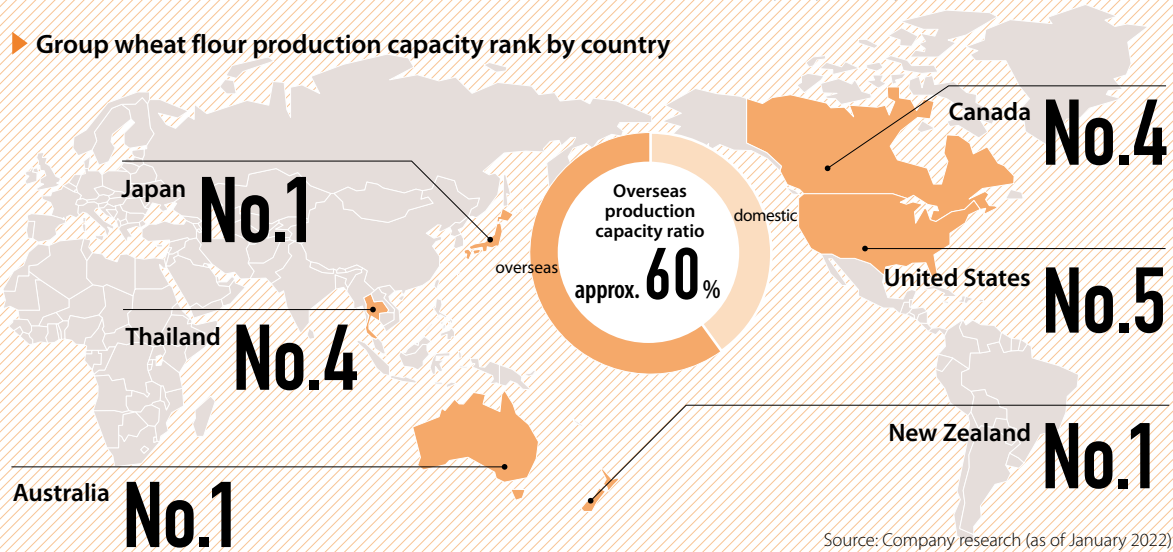 Group wheat flour production capacity rank by country
Canada
No.4
Japan
No.1
Overseas
production
capacity ratio
approx. 60%
domestic
overseas
United States
No.5
Thailand
No.4
New Zealand
No.1
Australia
No.1
Source: Company research (as of January 2022)